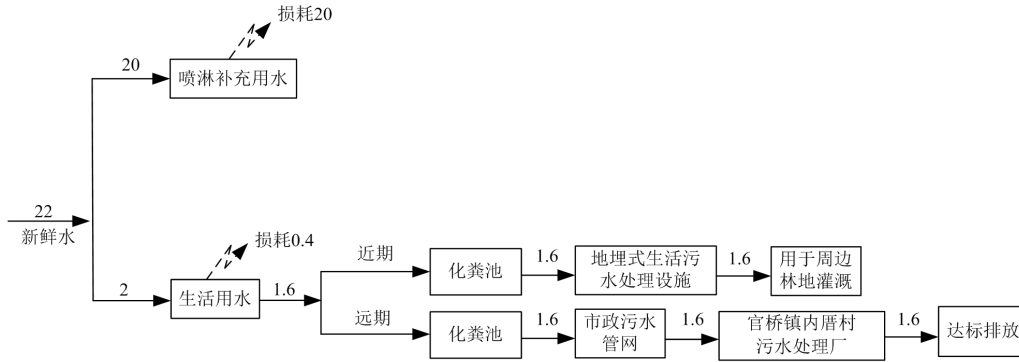 损耗20
20
喷淋补充用水
22
新鲜水
损耗0.4
2
生活用水
1.6
近期
化粪池
1.6
地埋式生活污
水处理设施
1.6
用于周边
林地灌溉
远期
化粪池
1.6
市政污水
管网
1.6
官桥镇内厝村
污水处理厂
1.6
达标排放